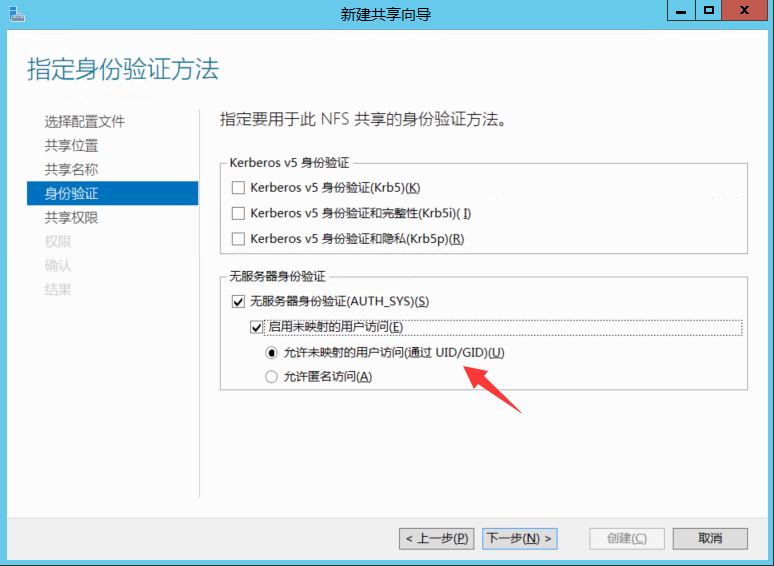 新建共享向导
指定身份验证方法
选择配置文件
共享位置
共享名称
身份验证
共享权限
权限
确认
结果
指定要用于此 NFS 共享的身份验证方法。
Kerberos v5 身份验证
Kerberos v5 身份验证(Krb5)(K)
Kerberos v5 身份验证和完整性(Krb5i)( I)
Kerberos v5 身份验证和隐私(Krb5p)(R)
无服务器身份验证
无服务器身份验证(AUTH_SYS)(S)
启用未映射的用户访问(E)
允许未映射的用户访问(通过 UID/GID)(U)
允许匿名访问(A)
< 上一步(P)
下一步(N) >
创建(C)
取消